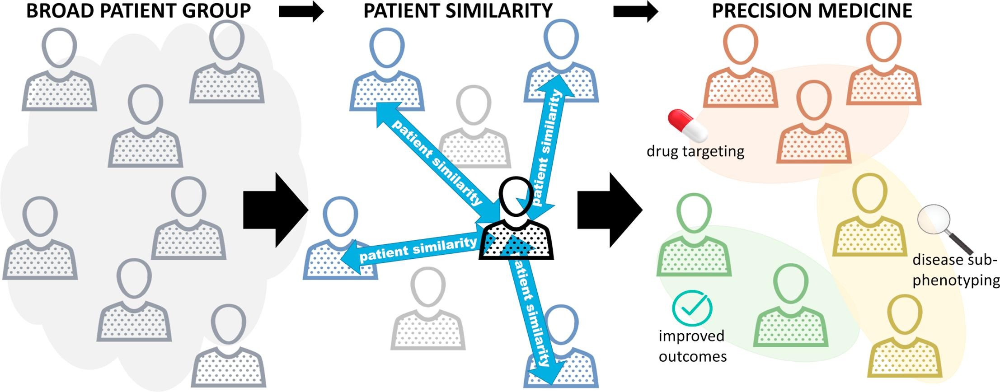 BROAD PATIENT GROUP
PATIENT SIMILARITY
PRECISION MEDICINE
patient similarity
patient similarity
patient similarity
patient similarity
drug targeting
disease sub-
phenotyping
improved
outcomes